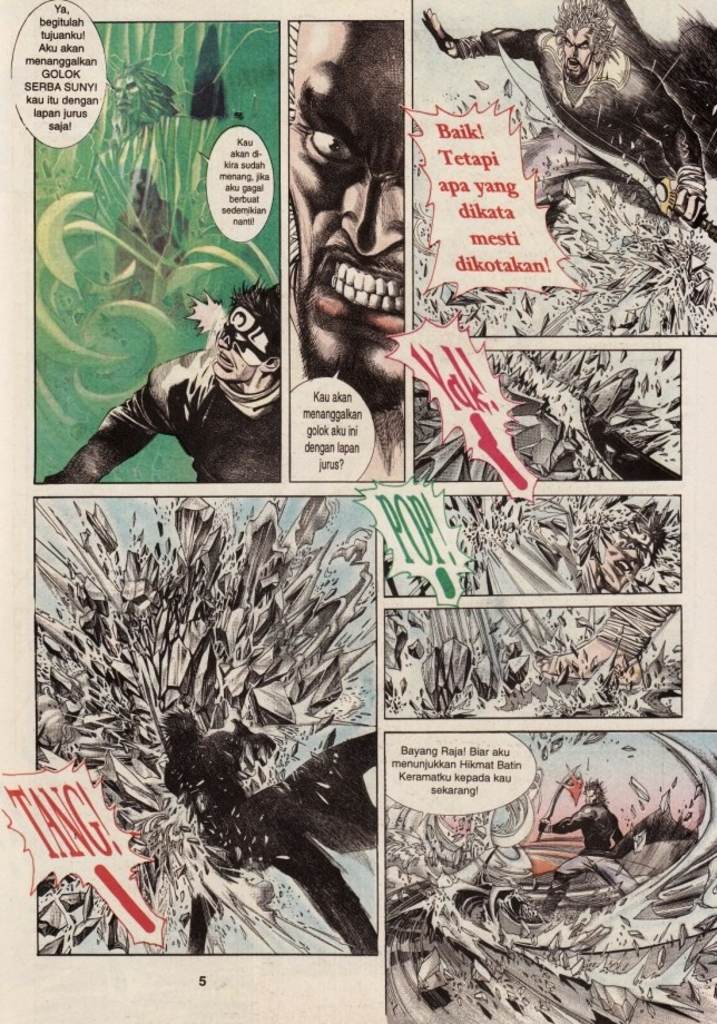 Ya,
begitulah
tujuanku!
Aku akan
menanggalkan
GOLOK
SERBA SUNYI
kau itu dengan
lapan jurus
saja!
Kau
akan di-
kira sudah
menang, jika
aku gagal
berbuat
sedemikian
nanti!
Kau akan
menanggalkan
golok aku ini
dengan lapan
jurus?
Baik!
Tetapi
apa yang
dikata
mesti
dikotakan!
Yak!
POP!
TANG!
Bayang Raja! Biar aku
menunjukkan Hikmat Batin
Keramatku kepada kau
sekarang!
5